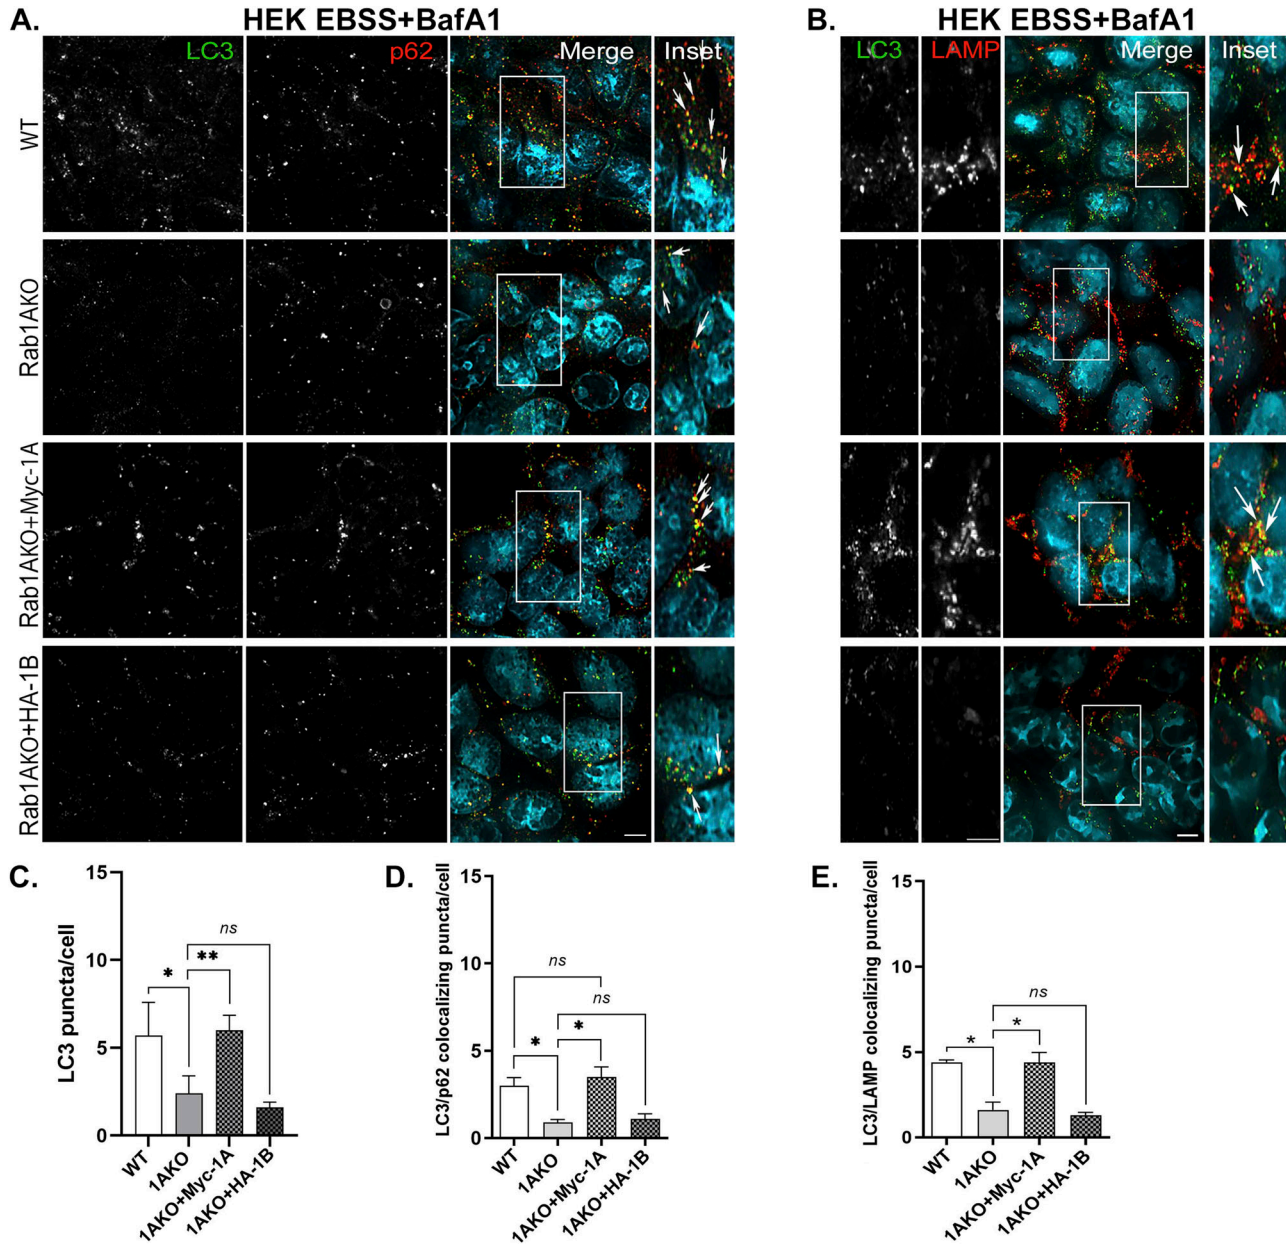 A.
HEK EBSS+BafA1
LC3
p62
Merge
Inset
WT
Rab1AKO
Rab1AKO+Myc-1A
Rab1AKO+HA-1B
B.
HEK EBSS+BafA1
LC3
LAMP
Merge
Inset
C.
LC3 puncta/cell
15
10
5
0
*
**
ns
WT
1AKO
1AKO+Myc-1A
1AKO+HA-1B
D.
LC3/p62 colocalizing puncta/cell
15
10
5
0
ns
ns
*
*
WT
1AKO
1AKO+Myc-1A
1AKO+HA-1B
E.
LC3/LAMP colocalizing puncta/cell
15
10
5
0
ns
*
*
WT
1AKO
1AKO+Myc-1A
1AKO+HA-1B